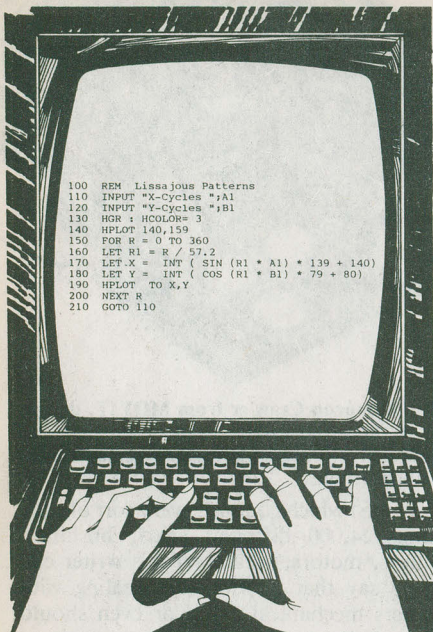 100 REM Lissajous Patterns
110 INPUT "X-Cycles ";A1
120 INPUT "Y-Cycles ";B1
130 HGR : HCOLOR= 3
140 HPLOT 140,159
150 FOR R = 0 TO 360
160 LET R1 = R / 57.2
170 LET.X = INT ( SIN (R1 * A1) * 139 + 140)
180 LET Y = INT ( COS (R1 * B1) * 79 + 80)
190 HPLOT TO X,Y
200 NEXT R
210 GOTO 110